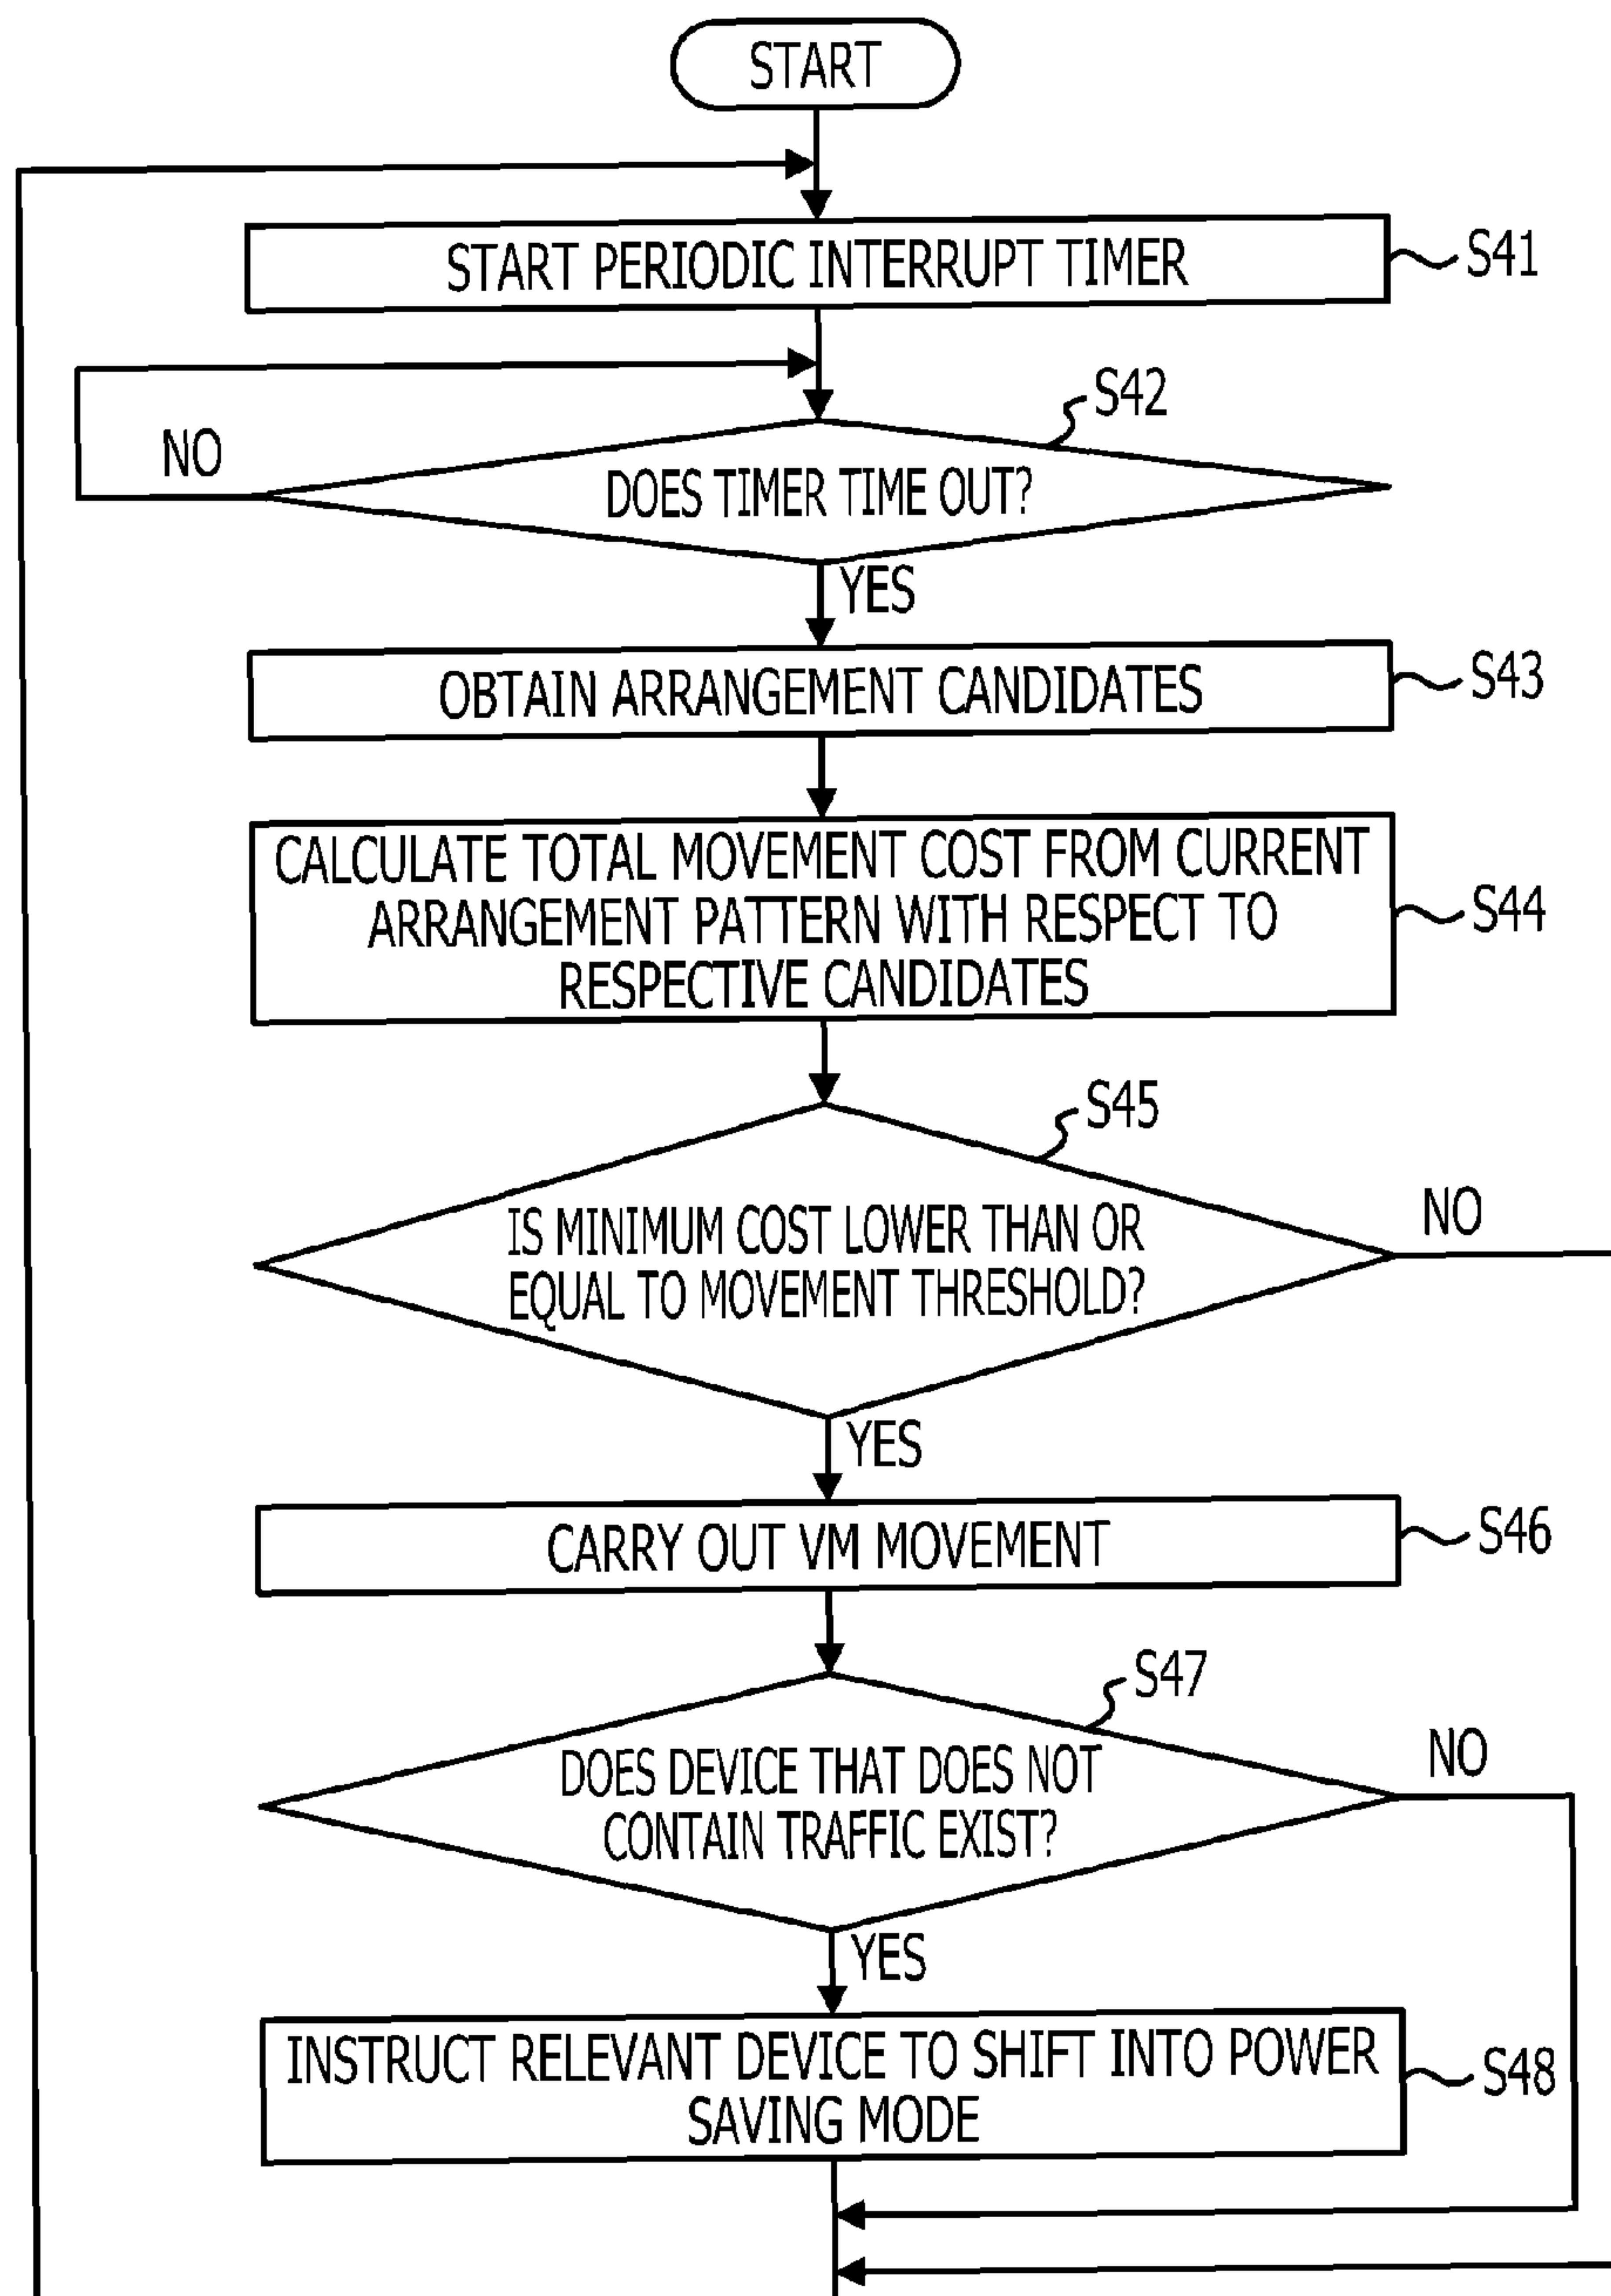 START
START PERIODIC INTERRUPT TIMER
S41
S42
NO
DOES TIMER TIME OUT?
YES
OBTAIN ARRANGEMENT CANDIDATES
S43
CALCULATE TOTAL MOVEMENT COST FROM CURRENT
ARRANGEMENT PATTERN WITH RESPECT TO
RESPECTIVE CANDIDATES
S44
S45
NO
IS MINIMUM COST LOWER THAN OR
EQUAL TO MOVEMENT THRESHOLD?
YES
CARRY OUT VM MOVEMENT
S46
S47
NO
DOES DEVICE THAT DOES NOT
CONTAIN TRAFFIC EXIST?
YES
INSTRUCT RELEVANT DEVICE TO SHIFT INTO POWER
SAVING MODE
S48